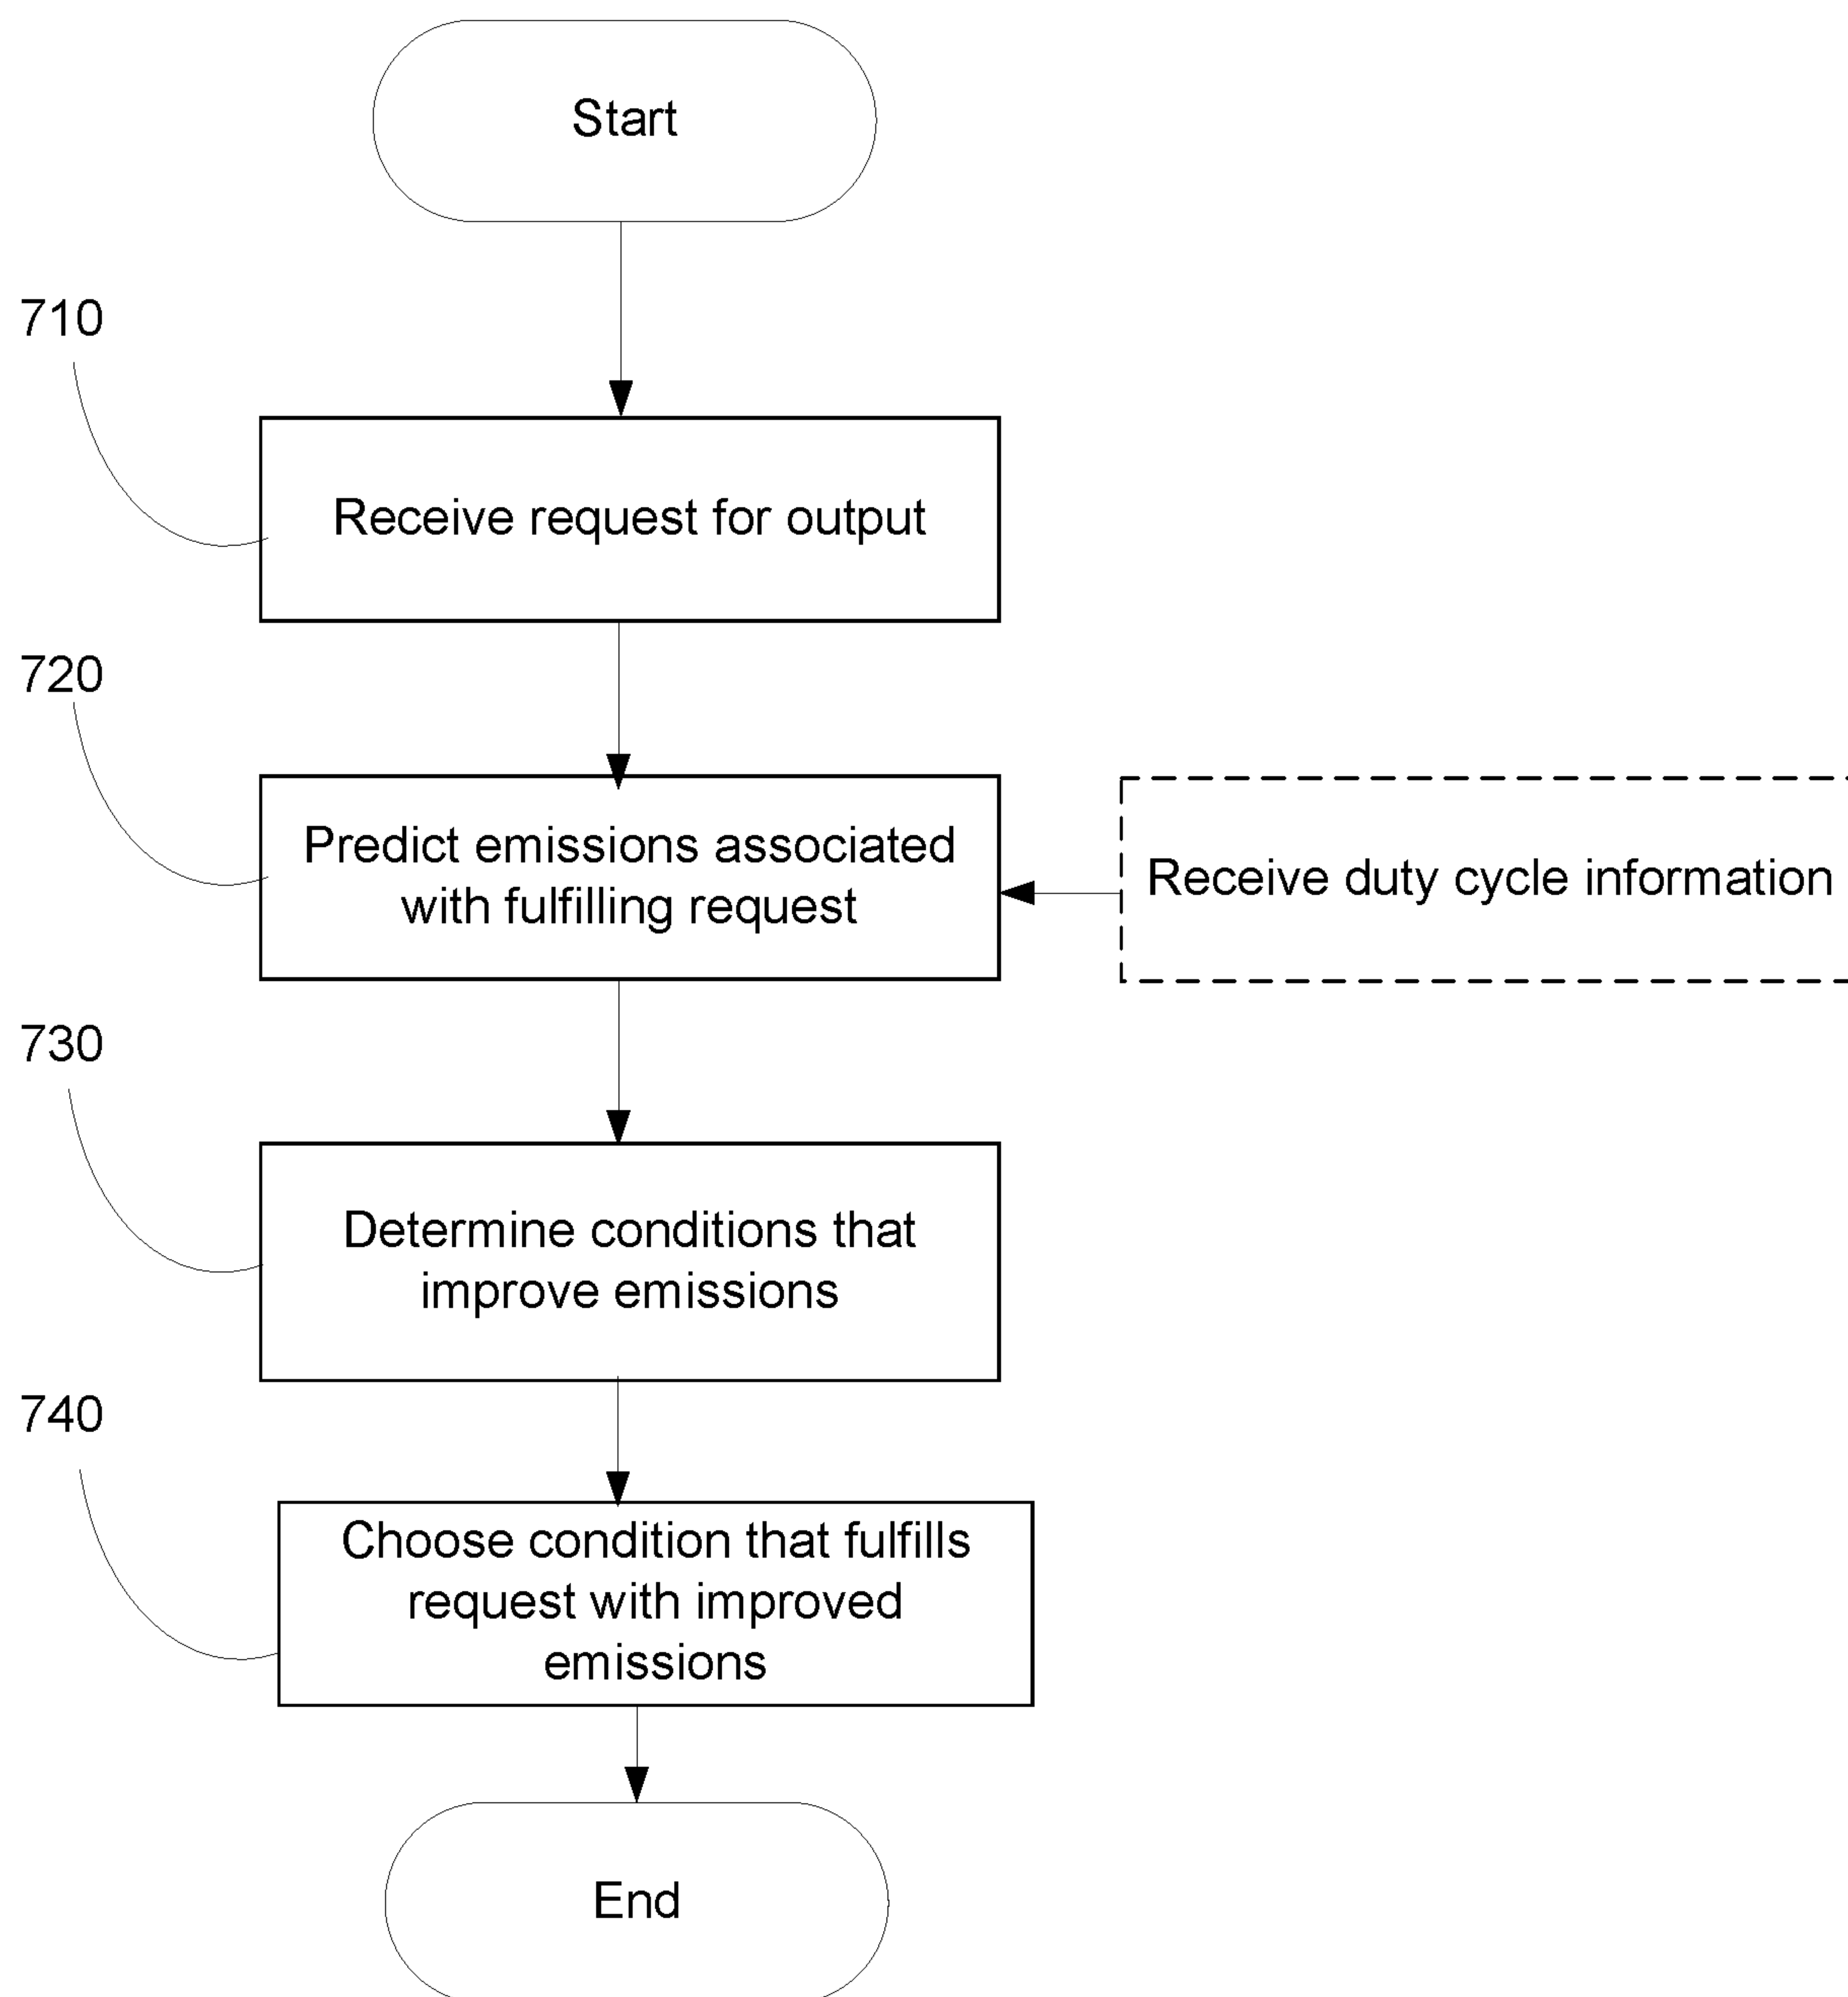 Start
710
Receive request for output
720
Predict emissions associated
with fulfilling request
Receive duty cycle information
730
Determine conditions that
improve emissions
740
Choose condition that fulfills
request with improved
emissions
End